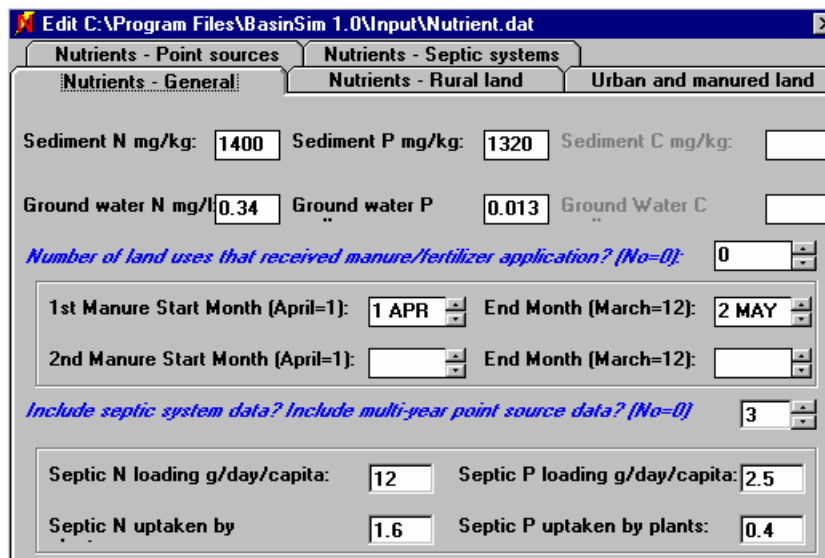 Edit C:\Program Files\BasinSim 1.0\Input\Nutrient.dat
Nutrients - Point sources Nutrients - Septic systems
Nutrients - General Nutrients - Rural land Urban and manured land
Sediment N mg/kg: 1400 Sediment P mg/kg: 1320 Sediment C mg/kg:
Ground water N mg/l: 0.34 Ground water P 0.013 Ground Water C
Number of land uses that received manure/fertilizer application? (No=0): 0
1st Manure Start Month (April=1): 1 APR End Month (March=12): 2 MAY
2nd Manure Start Month (April=1): End Month (March=12):
Include septic system data? Include multi-year point source data? (No=0) 3
Septic N loading g/day/capita: 12 Septic P loading g/day/capita: 2.5
Septic N uptaken by 1.6 Septic P uptaken by plants: 0.4